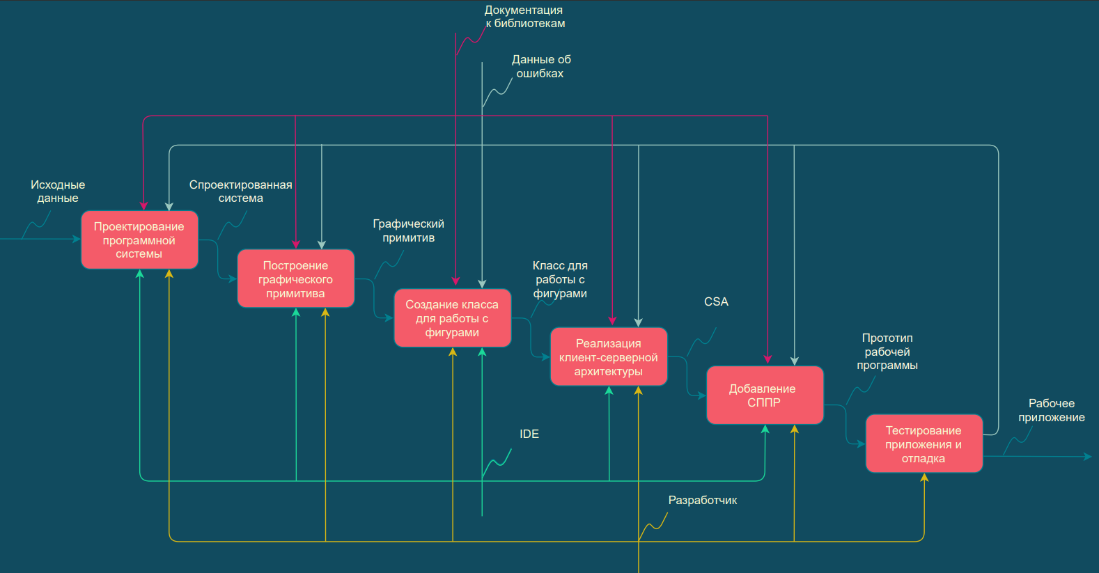 Документация
к библиотекам
Данные об
ошибках
Исходные
данные
Спроектированная
система
Проектирование
программной
системы
Графический
примитив
Построение
графического
примитива
Класс для
работы с
фигурами
Создание класса
для работы с
фигурами
CSA
Реализация
клиент-серверной
архитектуры
Прототип
рабочей
программы
Добавление
СППР
Рабочее
приложение
Тестирование
приложения и
отладка
IDE
Разработчик